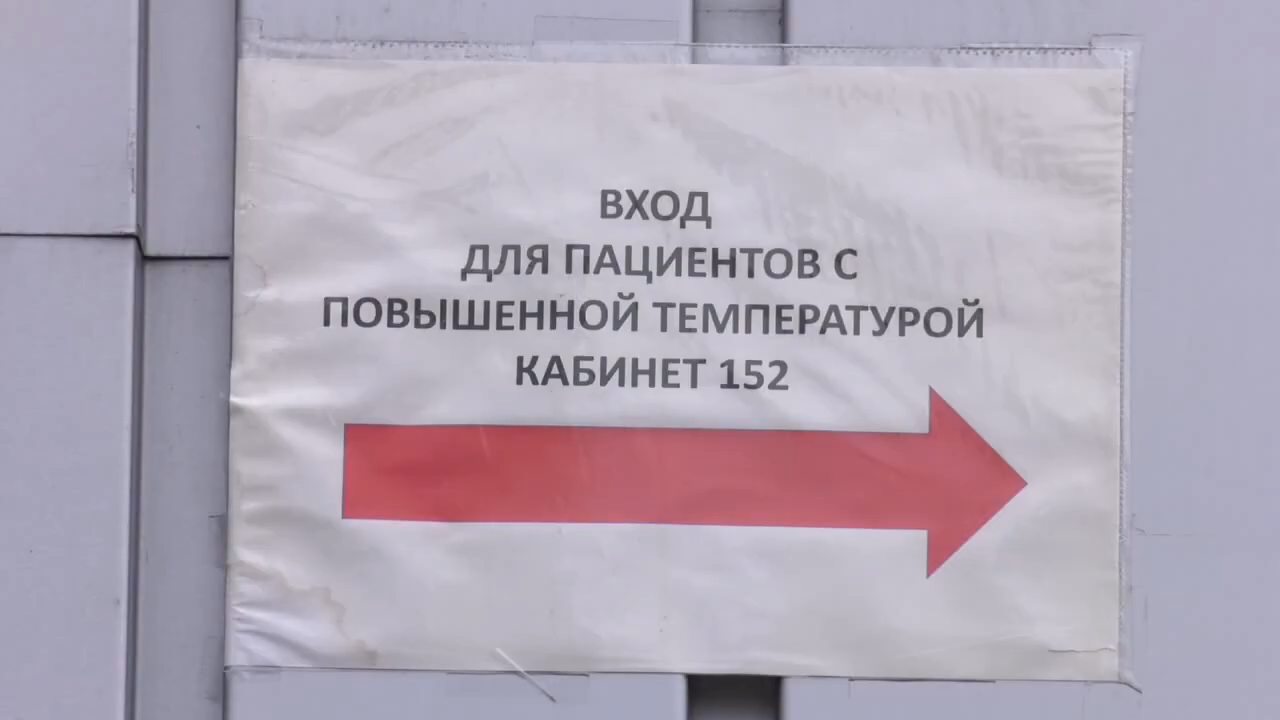 ВХОД
ДЛЯ ПАЦИЕНТОВ С
ПОВЫШЕННОЙ ТЕМПЕРАТУРОЙ
КАБИНЕТ 152